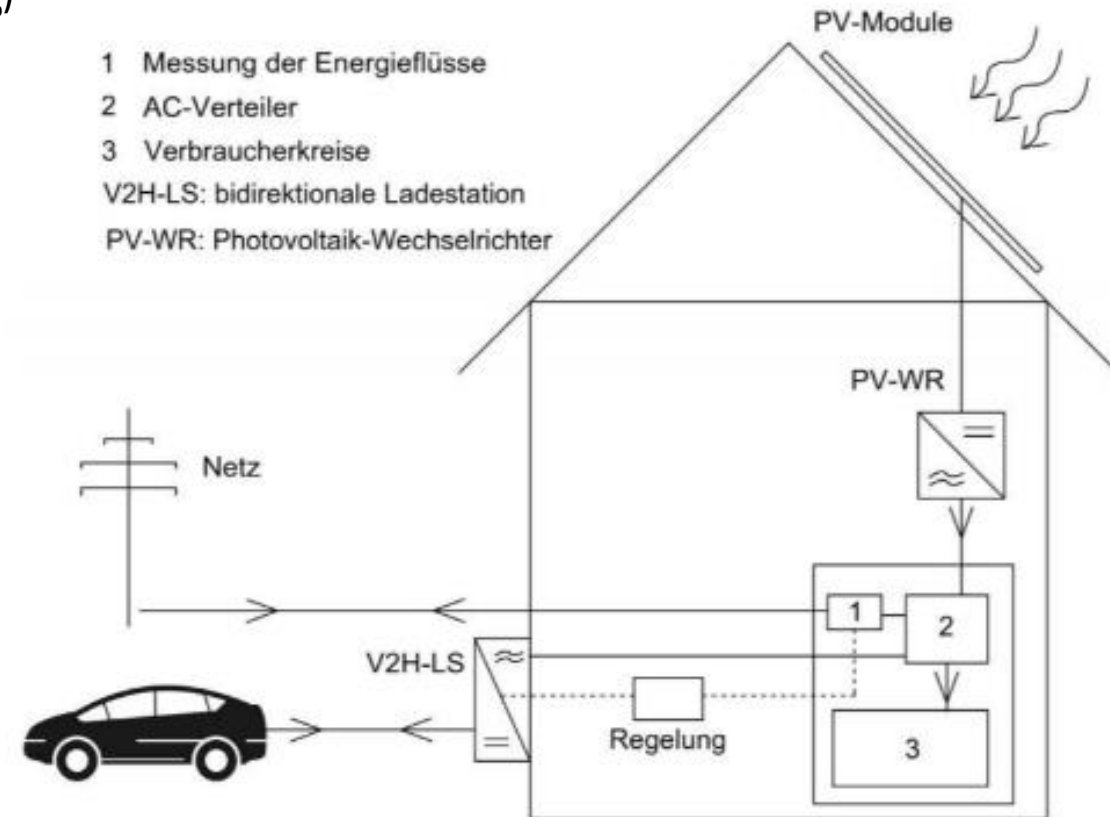 PV-Module
1 Messung der Energieflüsse
2 AC-Verteiler
3 Verbraucherkreise
V2H-LS: bidirektionale Ladestation
PV-WR: Photovoltaik-Wechselrichter
PV-WR
Netz
1
2
V2H-LS
Regelung
3